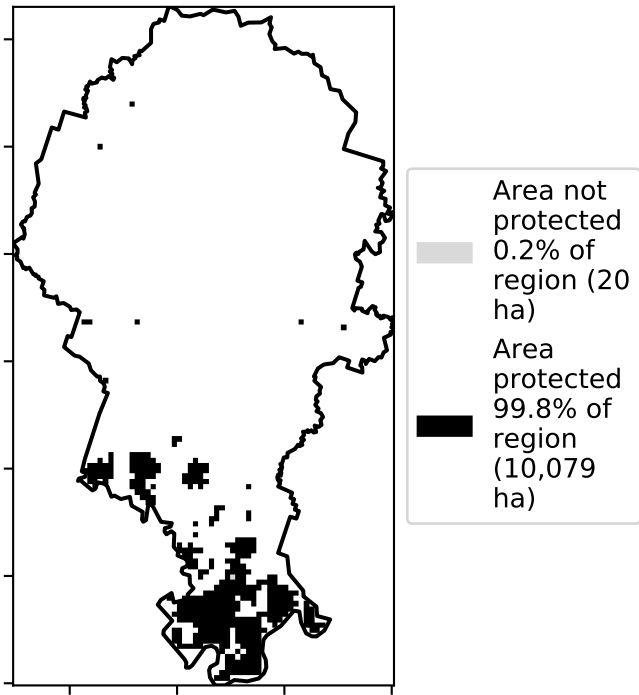 Area not
protected
0.2% of
region (20
ha)
Area
protected
99.8% of
region
(10,079
ha)